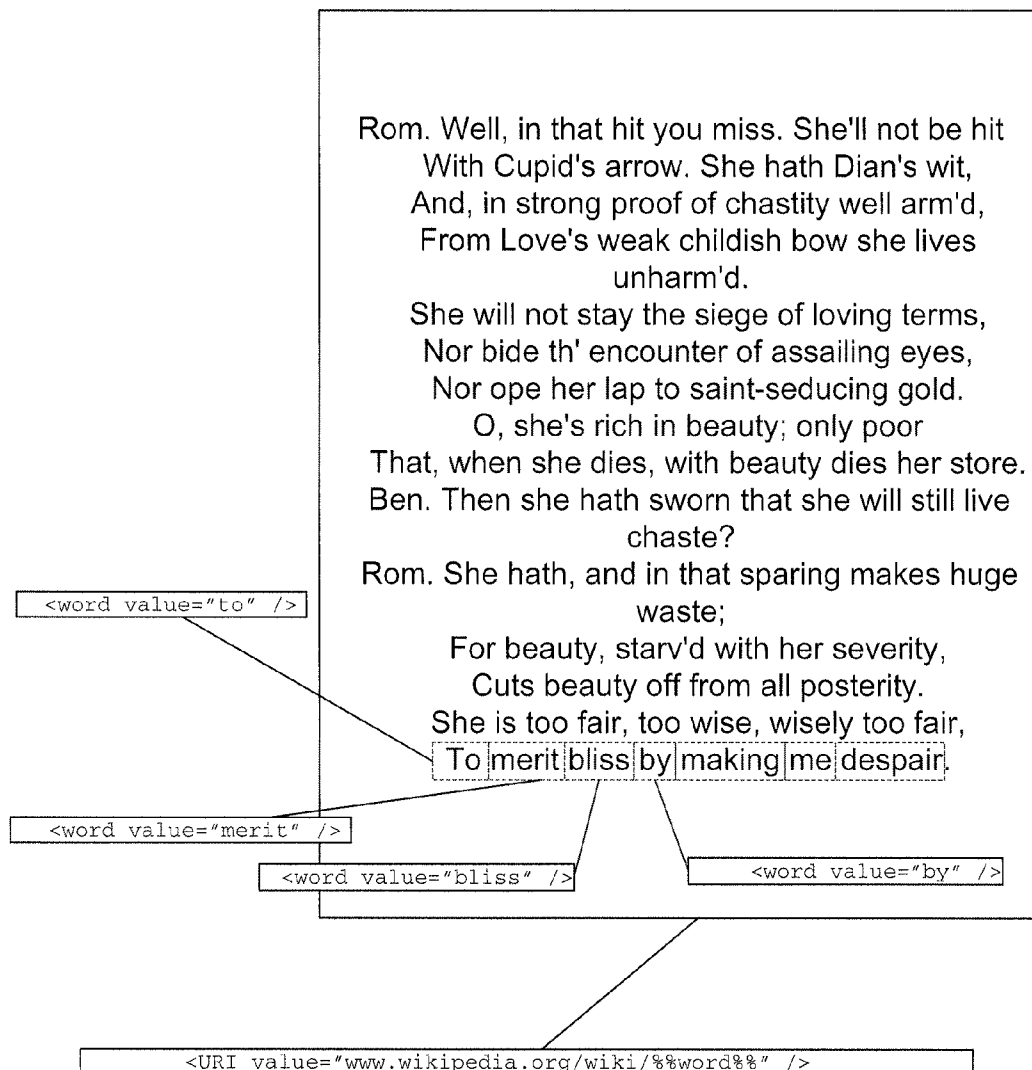 Rom. Well, in that hit you miss. She'll not be hit
With Cupid's arrow. She hath Dian's wit,
And, in strong proof of chastity well arm'd,
From Love's weak childish bow she lives
unharm'd.
She will not stay the siege of loving terms,
Nor bide th' encounter of assailing eyes,
Nor ope her lap to saint-seducing gold.
O, she's rich in beauty; only poor
That, when she dies, with beauty dies her store.
Ben. Then she hath sworn that she will still live
chaste?
Rom. She hath, and in that sparing makes huge
waste;
<word value="to" />
For beauty, starv'd with her severity,
Cuts beauty off from all posterity.
She is too fair, too wise, wisely too fair,
To merit bliss by making me despair.
<word value="merit" />
<word value="bliss" />
<word value="by" />
<URI value="www.wikipedia.org/wiki/%%word%%" />